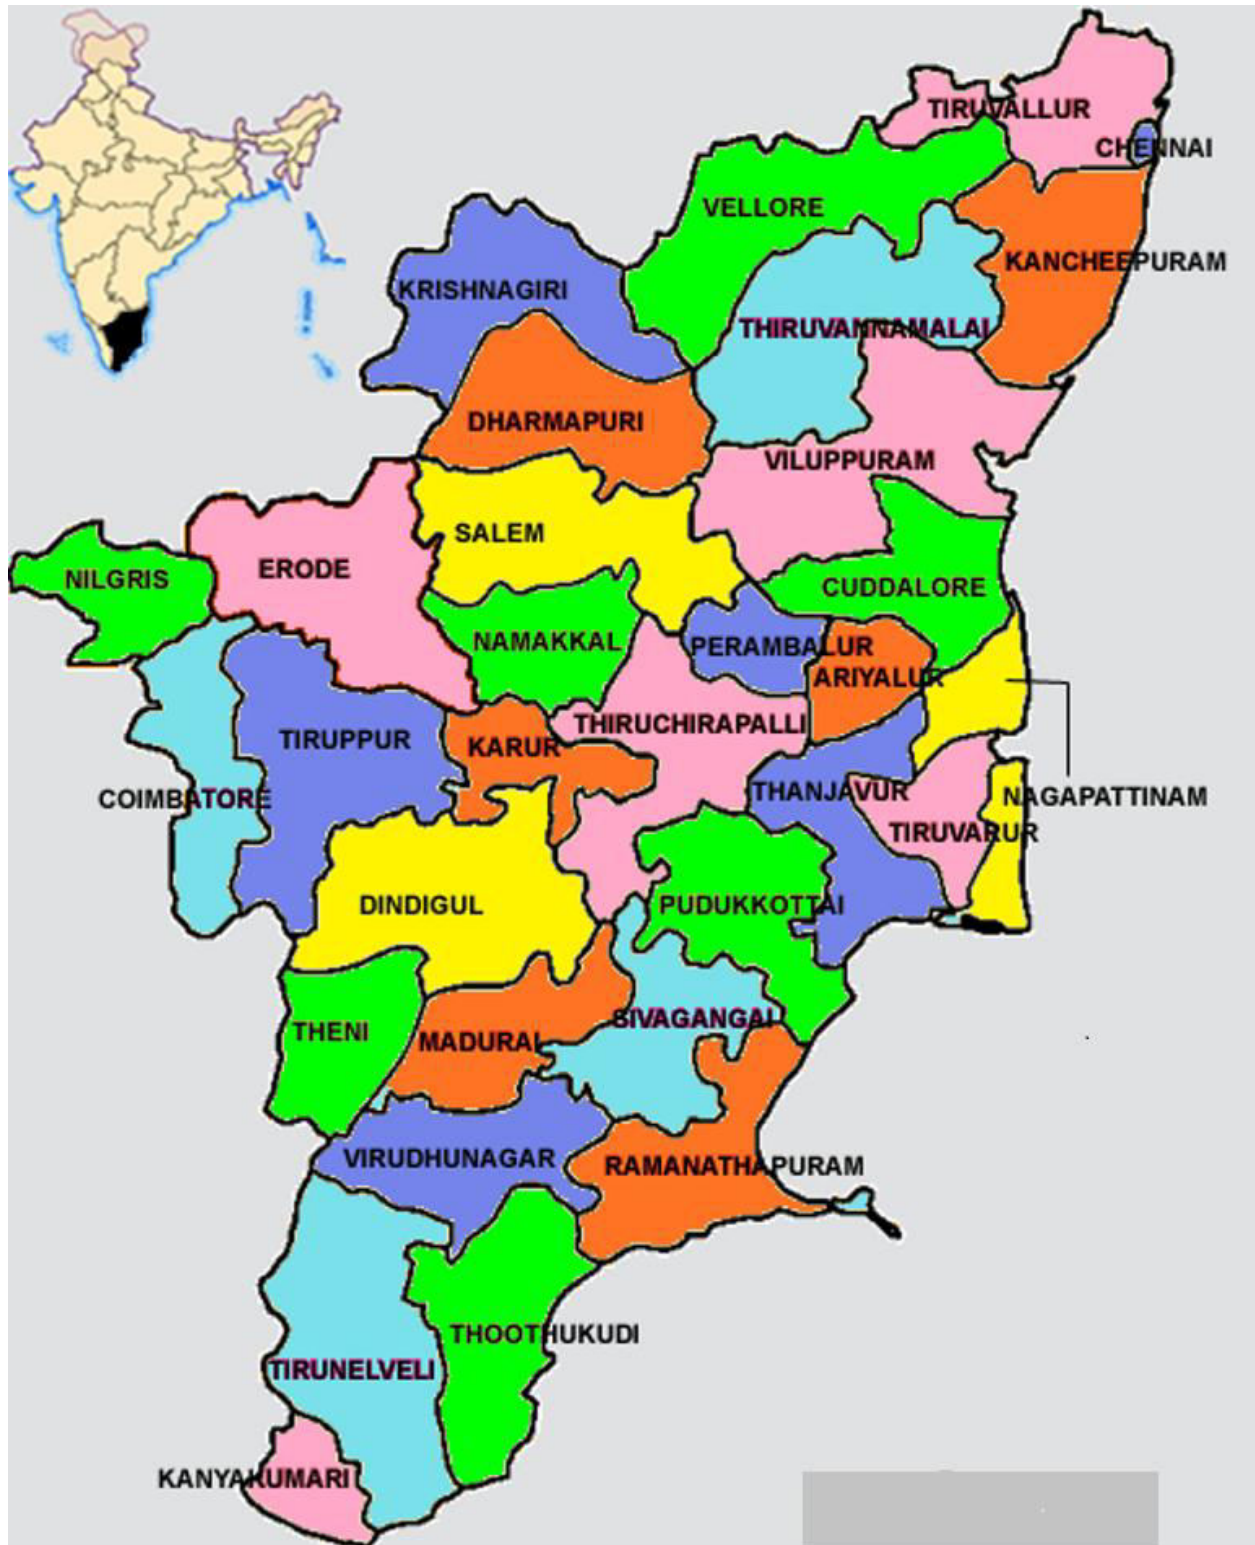 TIRUVALLUR
CHENNAI
VELLORE
KANCHEEPURAM
KRISHNAGIRI
THIRUVANNAMALAI
DHARMAPURI
VILUPPURAM
SALEM
ERODE
NILGRIS
CUDDALORE
NAMAKKAL
PERAMBALUR
ARIYALUR
THIRUCHIRAPALLI
TIRUPPUR
KARUR
THANJAVUR
NAGAPATTINAM
COIMBATORE
TIRUVARUR
DINDIGUL
PUDUKKOTTAI
SIVAGANGAI
THENI
MADURAI
VIRUDHUNAGAR
RAMANATHAPURAM
THOOTHUKUDI
TIRUNELVELI
KANYAKUMARI